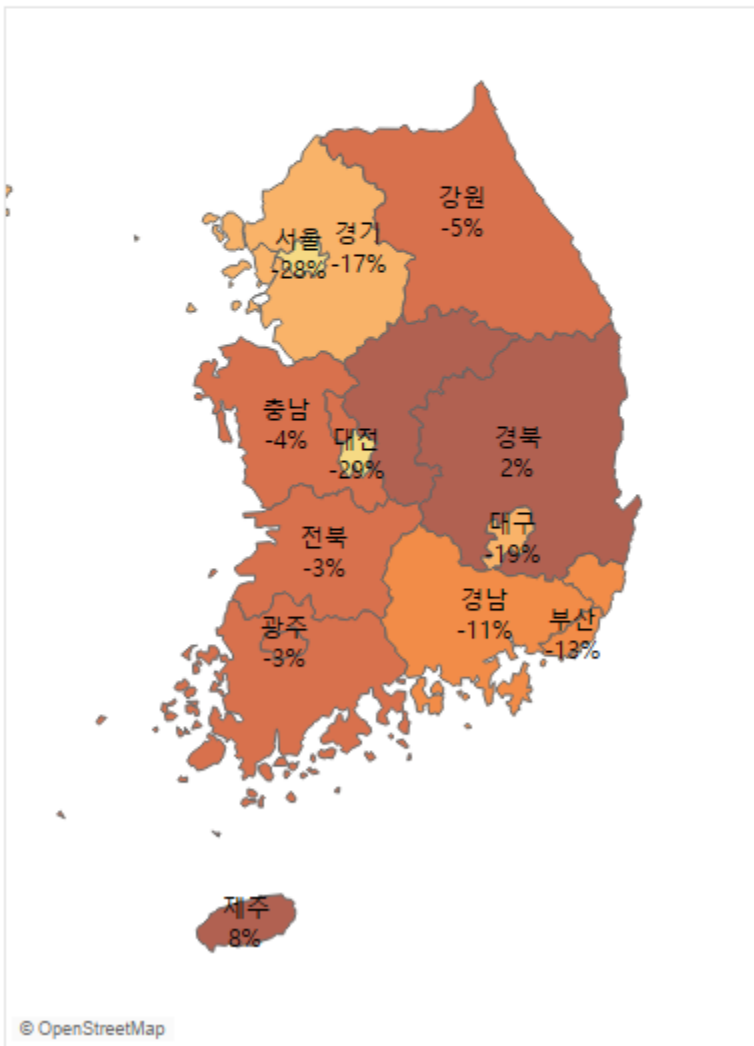 강원
-5%
서울
-28%
경기
-17%
충남
-4%
대전
-29%
경북
2%
대구
-19%
전북
-3%
경남
-11%
부산
-13%
광주
-3%
제주
8%
© OpenStreetMap